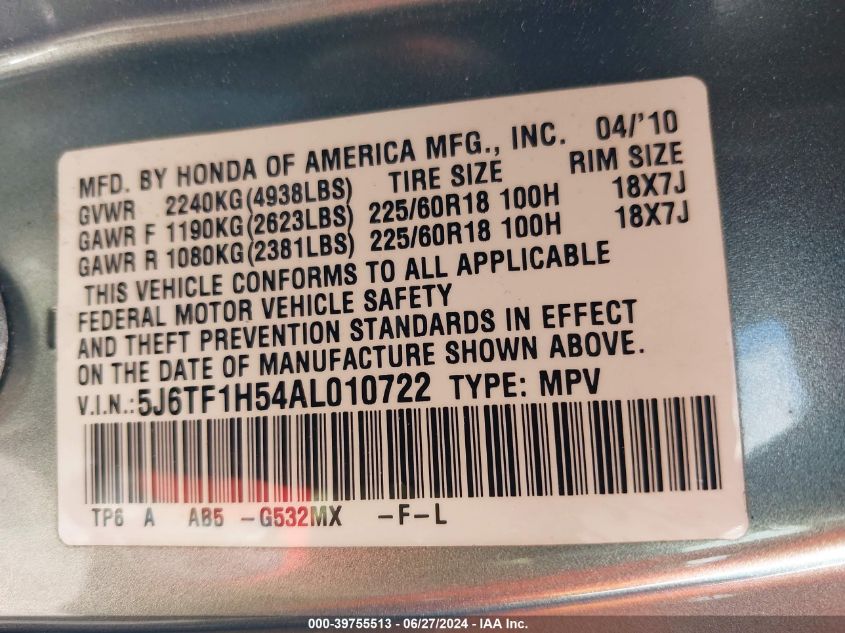 MFD. BY HONDA OF AMERICA MFG., INC. 04/'10
GVWR 2240KG(4938LBS) TIRE SIZE RIM SIZE
GAWR F 1190KG(2623LBS) 225/60R18 100H 18X7J
GAWR R 1080KG(2381LBS) 225/60R18 100H 18X7J
THIS VEHICLE CONFORMS TO ALL APPLICABLE
FEDERAL MOTOR VEHICLE SAFETY
AND THEFT PREVENTION STANDARDS IN EFFECT
ON THE DATE OF MANUFACTURE SHOWN ABOVE.
V.I.N.: 5J6TF1H54AL010722 TYPE: MPV
TP6 A AB5 -G532MX -F-L
000-39755513 - 06/27/2024 - IAA Inc.